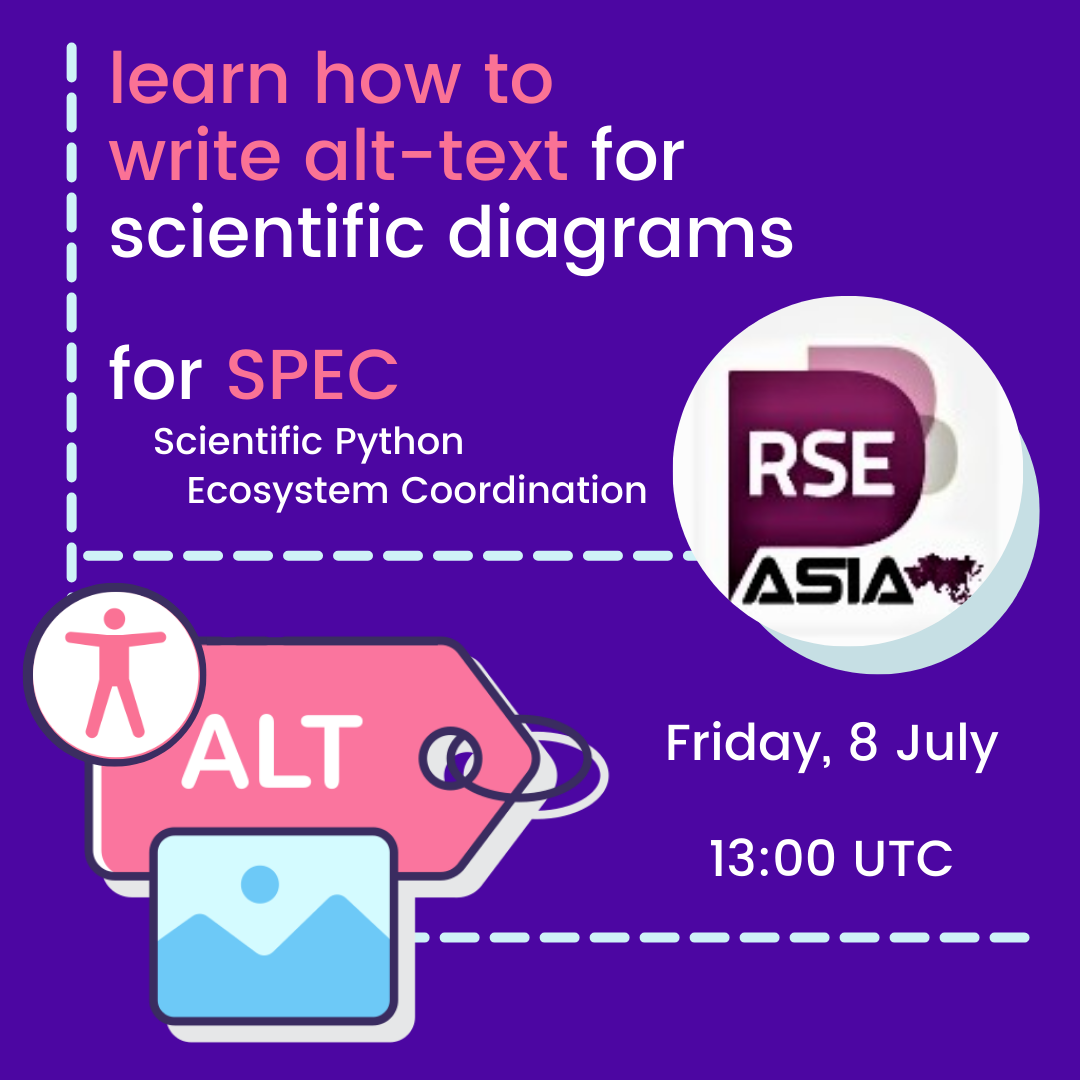 learn how to
write alt-text for
scientific diagrams
for SPEC
Scientific Python
Ecosystem Coordination
RSE
ASIA
ALT
Friday, 8 July
13:00 UTC